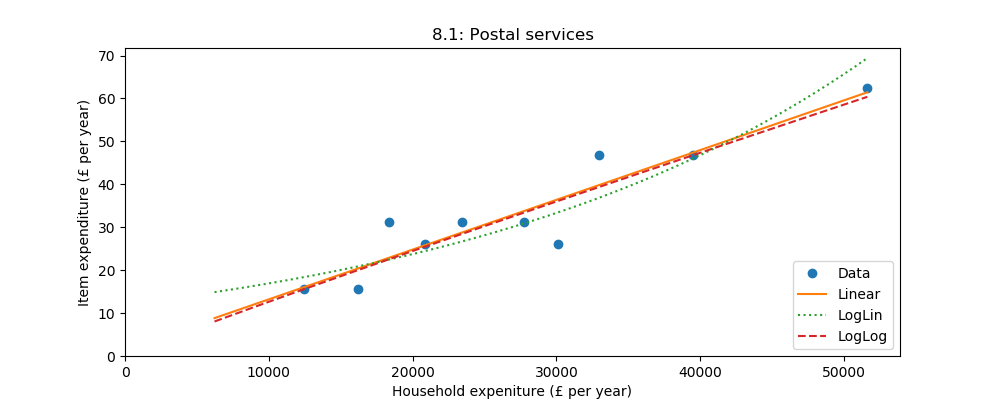 8.1: Postal services
Item expenditure (£ per year)
70
60
50
40
30
20
10
0
0 10000 20000 30000 40000 50000
Household expeniture (£ per year)
Data
Linear
LogLin
LogLog